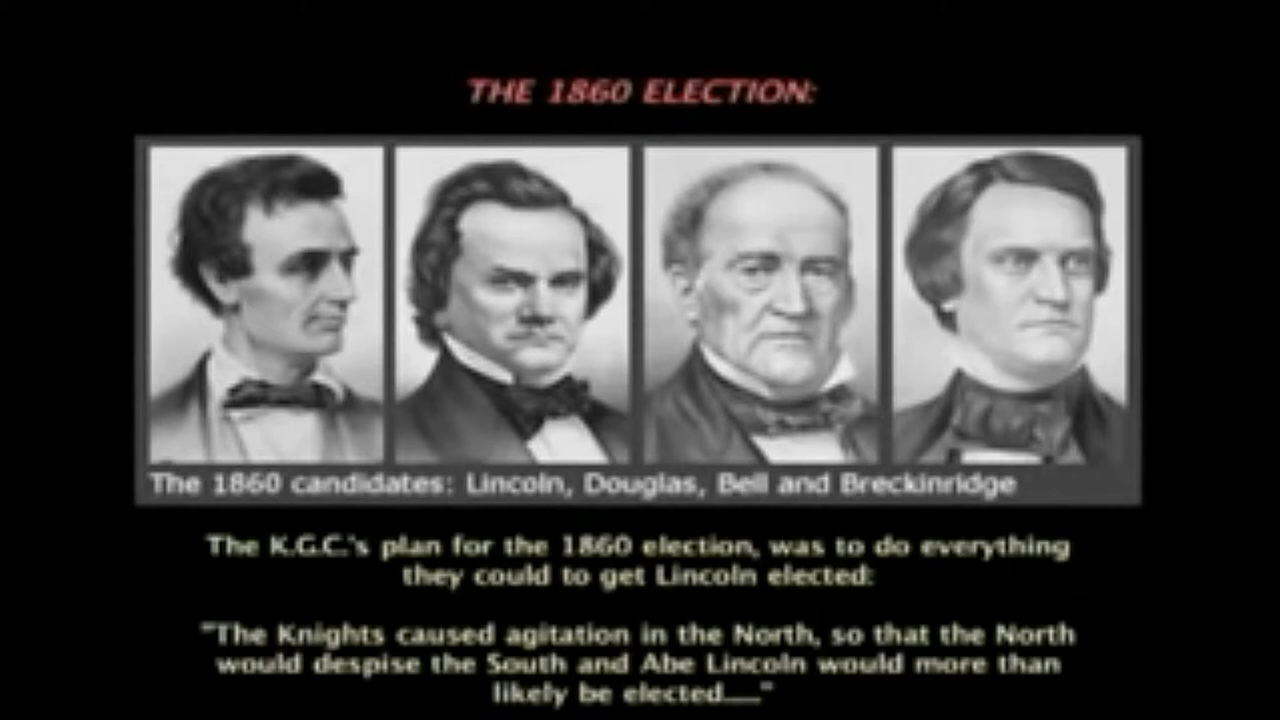 THE 1860 ELECTION:
The 1860 candidates: Lincoln, Douglas, Bell and Breckinridge
The K.G.C.'s plan for the 1860 election, was to do everything
they could to get Lincoln elected:
"The Knights caused agitation in the North, so that the North
would despise the South and Abe Lincoln would more than
likely be elected....."